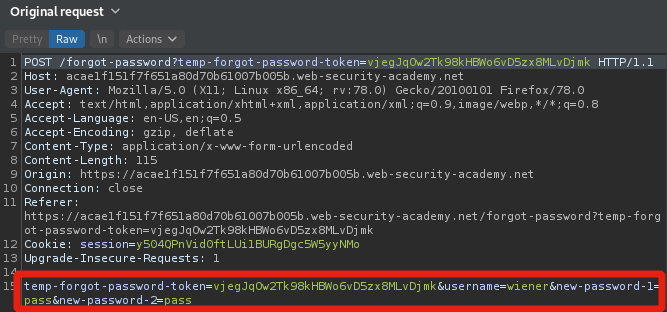 Original request
Pretty Raw \n Actions
1 POST /forgot-password?temp-forgot-password-token=vjegJqOw2Tk98kHBWo6vD5zx8MLvDjmk HTTP/1.1
2 Host: acae1f151f7f651a80d70b61007b005b.web-security-academy.net
3 User-Agent: Mozilla/5.0 (X11; Linux x86_64; rv:78.0) Gecko/20100101 Firefox/78.0
4 Accept: text/html,application/xhtml+xml,application/xml;q=0.9,image/webp,*/*;q=0.8
5 Accept-Language: en-US,en;q=0.5
6 Accept-Encoding: gzip, deflate
7 Content-Type: application/x-www-form-urlencoded
8 Content-Length: 115
9 Origin: https://acae1f151f7f651a80d70b61007b005b.web-security-academy.net
10 Connection: close
11 Referer:
https://acae1f151f7f651a80d70b61007b005b.web-security-academy.net/forgot-password?temp-forg
ot-password-token=vjegJqOw2Tk98kHBWo6vD5zx8MLvDjmk
12 Cookie: session=y504QPnVidOftLUi1BURgDgc5W5yyNMo
13 Upgrade-Insecure-Requests: 1
14
15 temp-forgot-password-token=vjegJqOw2Tk98kHBWo6vD5zx8MLvDjmk&username=wiener&new-password-1=
pass&new-password-2=pass